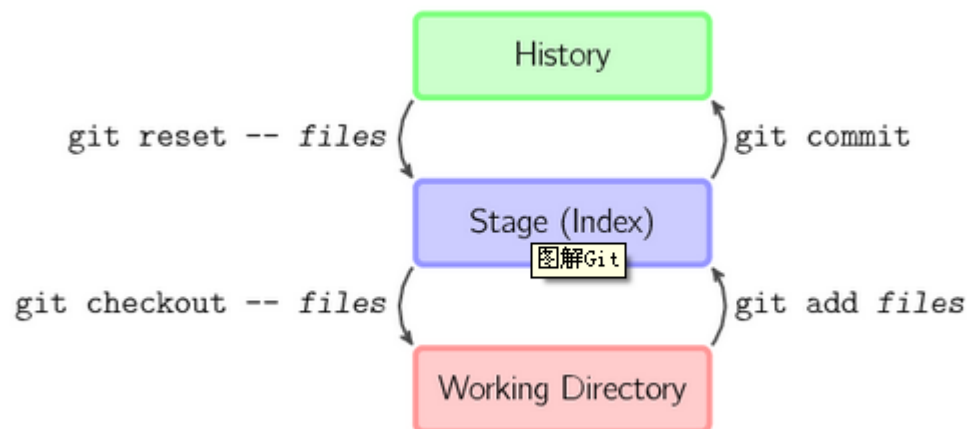 History
git reset -- files
git commit
Stage (Index)
图解Git
git checkout -- files
git add files
Working Directory